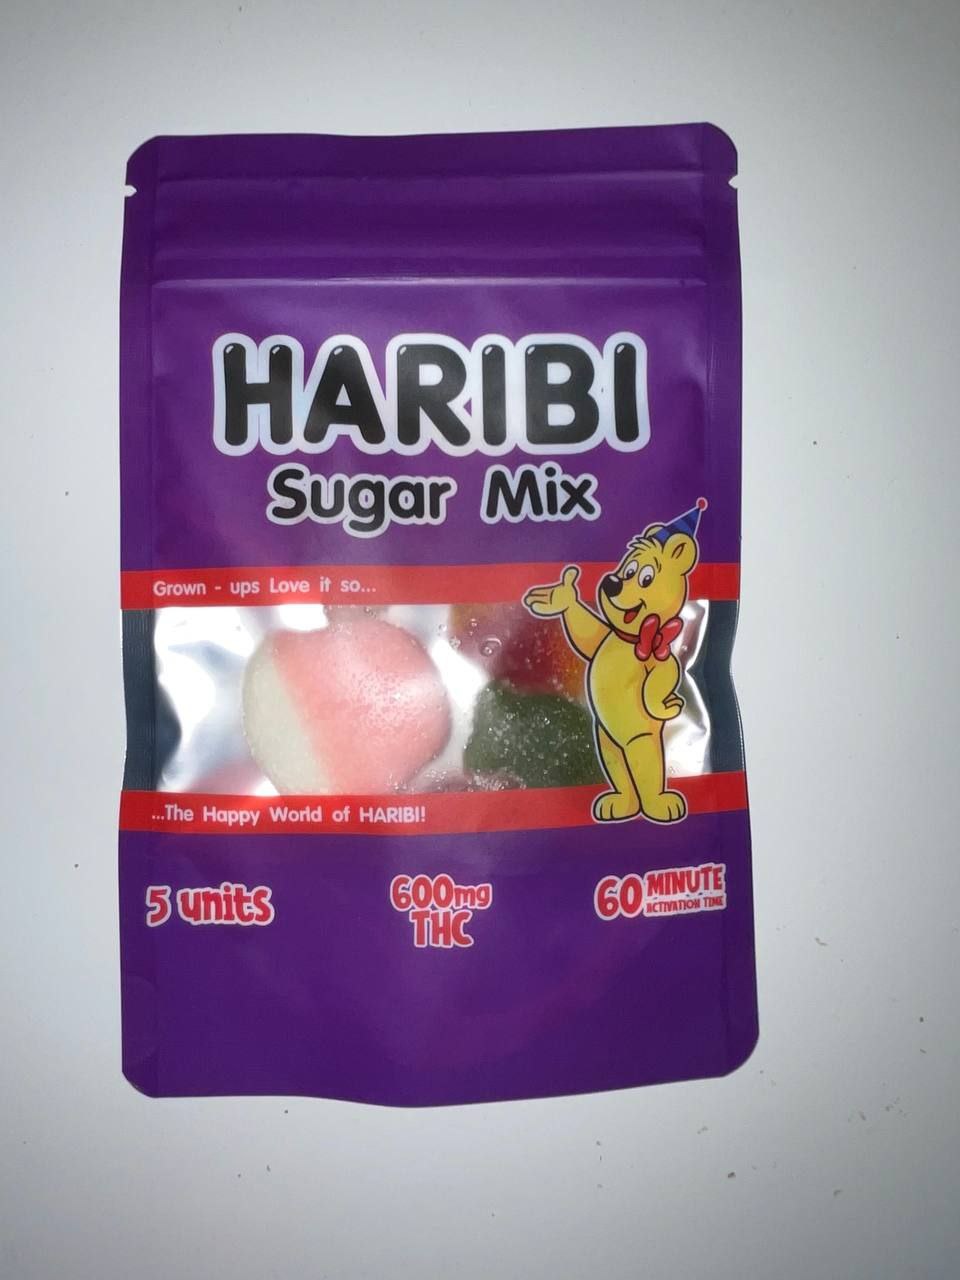 HARIBI
Sugar Mix
Grown - ups Love it so...
...The Happy World of HARIBI!
5 units
600mg
THC
60 MINUTE
ACTIVATION TIME